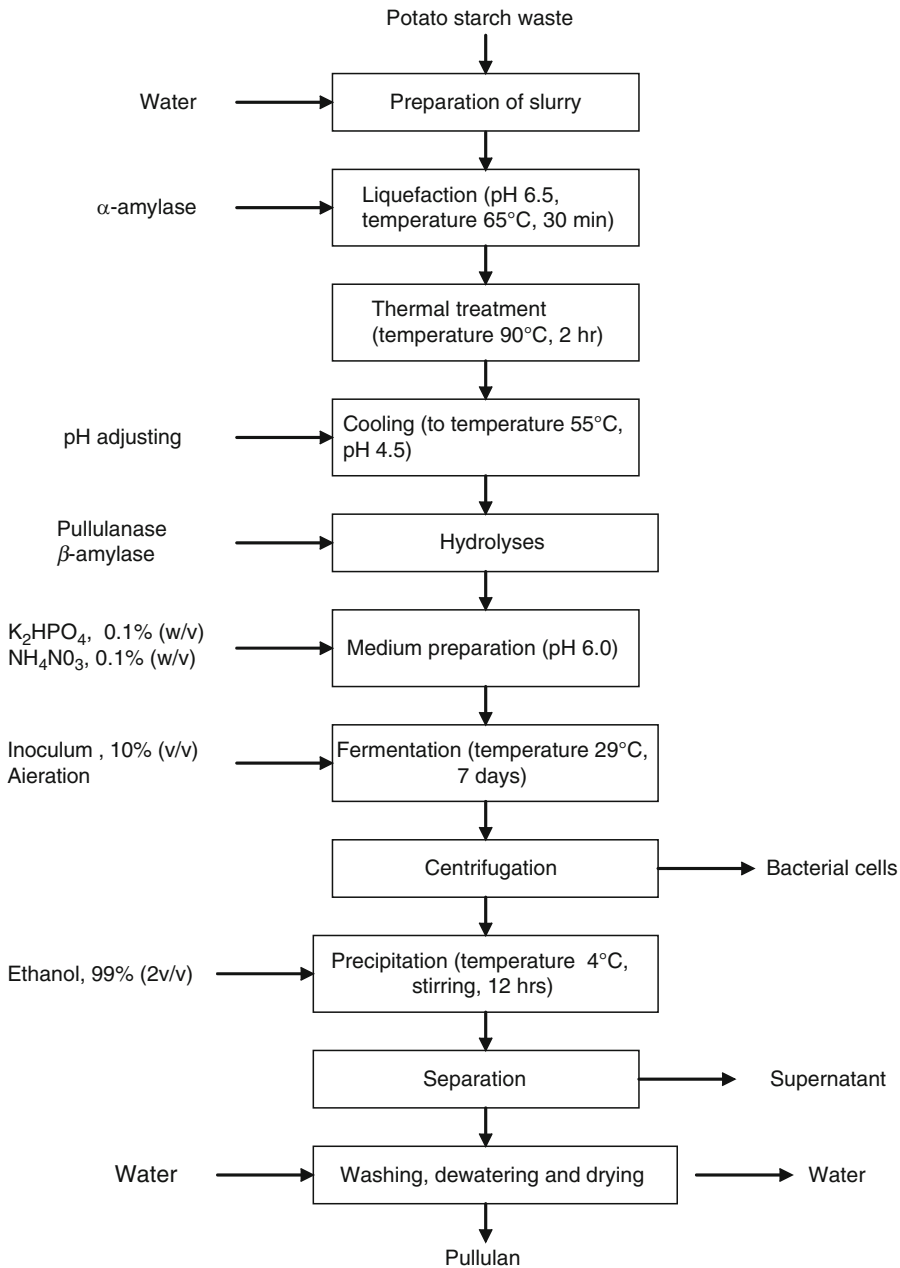 Potato starch waste
Water
Preparation of slurry
α-amylase
Liquefaction (pH 6.5,
temperature 65°C, 30 min)
Thermal treatment
(temperature 90°C, 2 hr)
pH adjusting
Cooling (to temperature 55°C,
pH 4.5)
Pullulanase
β-amylase
Hydrolyses
K₂HPO₄, 0.1% (w/v)
NH₄N0₃, 0.1% (w/v)
Medium preparation (pH 6.0)
Inoculum , 10% (v/v)
Aieration
Fermentation (temperature 29°C,
7 days)
Centrifugation
Bacterial cells
Ethanol, 99% (2v/v)
Precipitation (temperature 4°C,
stirring, 12 hrs)
Separation
Supernatant
Water
Washing, dewatering and drying
Water
Pullulan